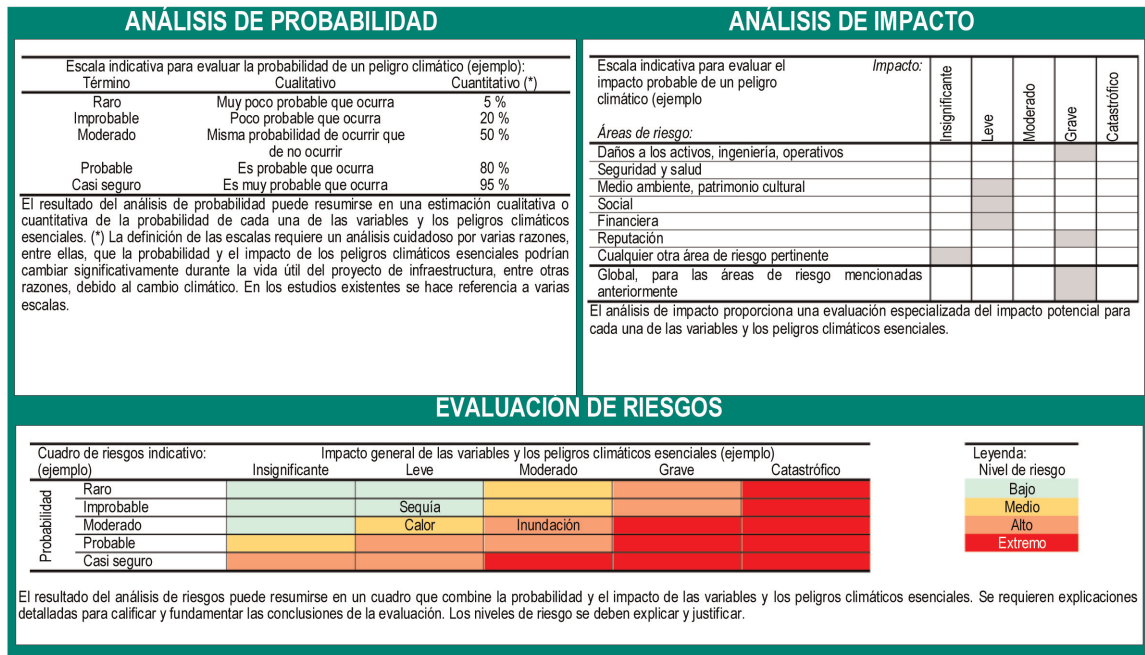 ANÁLISIS DE PROBABILIDAD
Escala indicativa para evaluar la probabilidad de un peligro climático (ejemplo):
Término Cualitativo Cuantitativo (*)
Raro Muy poco probable que ocurra 5 %
Improbable Poco probable que ocurra 20 %
Moderado Misma probabilidad de ocurrir que 50 %
de no ocurrir
Probable Es probable que ocurra 80 %
Casi seguro Es muy probable que ocurra 95 %
El resultado del análisis de probabilidad puede resumirse en una estimación cualitativa o
cuantitativa de la probabilidad de cada una de las variables y los peligros climáticos
esenciales. (*) La definición de las escalas requiere un análisis cuidadoso por varias razones,
entre ellas, que la probabilidad y el impacto de los peligros climáticos esenciales podrían
cambiar significativamente durante la vida útil del proyecto de infraestructura, entre otras
razones, debido al cambio climático. En los estudios existentes se hace referencia a varias
escalas.
ANÁLISIS DE IMPACTO
Escala indicativa para evaluar el Impacto:
impacto probable de un peligro
climático (ejemplo
Áreas de riesgo:
Insignificante
Leve
Moderado
Grave
Catastrófico
Daños a los activos, ingeniería, operativos
Seguridad y salud
Medio ambiente, patrimonio cultural
Social
Financiera
Reputación
Cualquier otra área de riesgo pertinente
Global, para las áreas de riesgo mencionadas
anteriormente
El análisis de impacto proporciona una evaluación especializada del impacto potencial para
cada una de las variables y los peligros climáticos esenciales.
EVALUACIÓN DE RIESGOS
Cuadro de riesgos indicativo: Impacto general de las variables y los peligros climáticos esenciales (ejemplo)
(ejemplo) Insignificante Leve Moderado Grave Catastrófico
Probabilidad
Raro
Improbable Sequía
Moderado Calor Inundación
Probable
Casi seguro
Leyenda:
Nivel de riesgo
Bajo
Medio
Alto
Extremo
El resultado del análisis de riesgos puede resumirse en un cuadro que combine la probabilidad y el impacto de las variables y los peligros climáticos esenciales. Se requieren explicaciones
detalladas para calificar y fundamentar las conclusiones de la evaluación. Los niveles de riesgo se deben explicar y justificar.